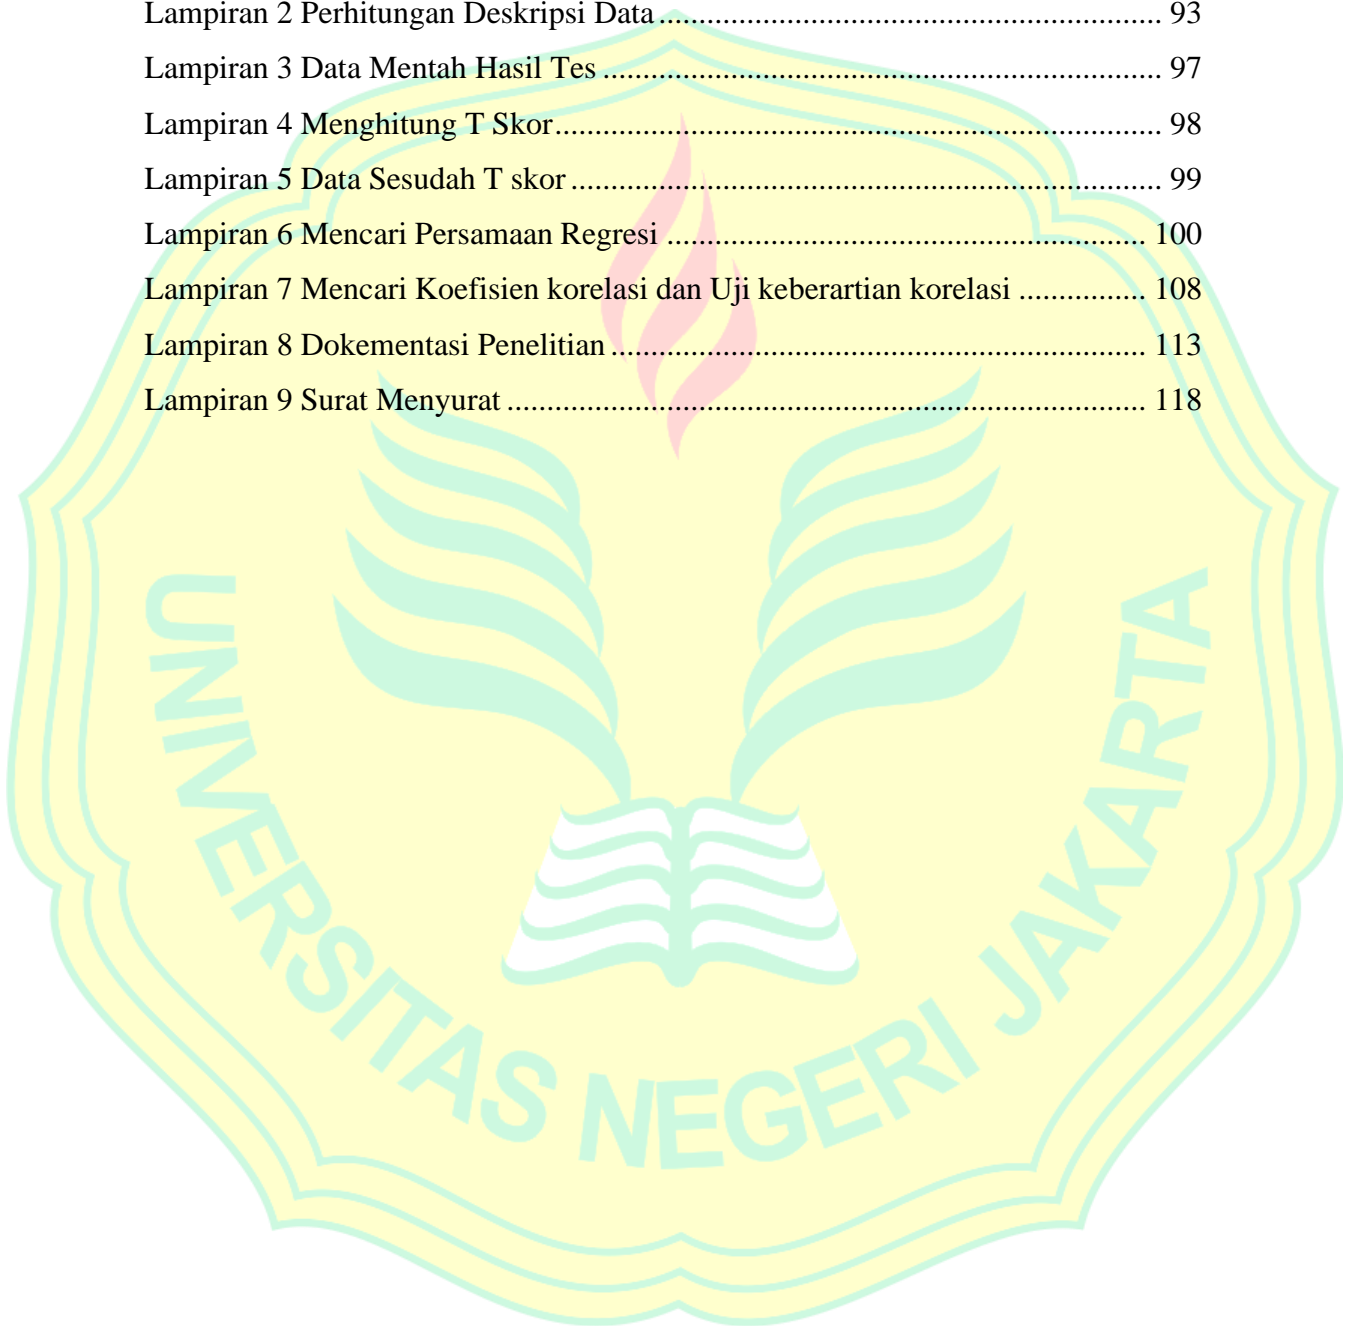 Lampiran 2 Perhitungan Deskripsi Data ................................................................ 93
Lampiran 3 Data Mentah Hasil Tes ....................................................................... 97
Lampiran 4 Menghitung T Skor............................................................................. 98
Lampiran 5 Data Sesudah T skor ........................................................................... 99
Lampiran 6 Mencari Persamaan Regresi ............................................................. 100
Lampiran 7 Mencari Koefisien korelasi dan Uji keberartian korelasi ................ 108
Lampiran 8 Dokementasi Penelitian .................................................................... 113
Lampiran 9 Surat Menyurat ................................................................................. 118
UNIVERSITAS NEGERI JAKARTA